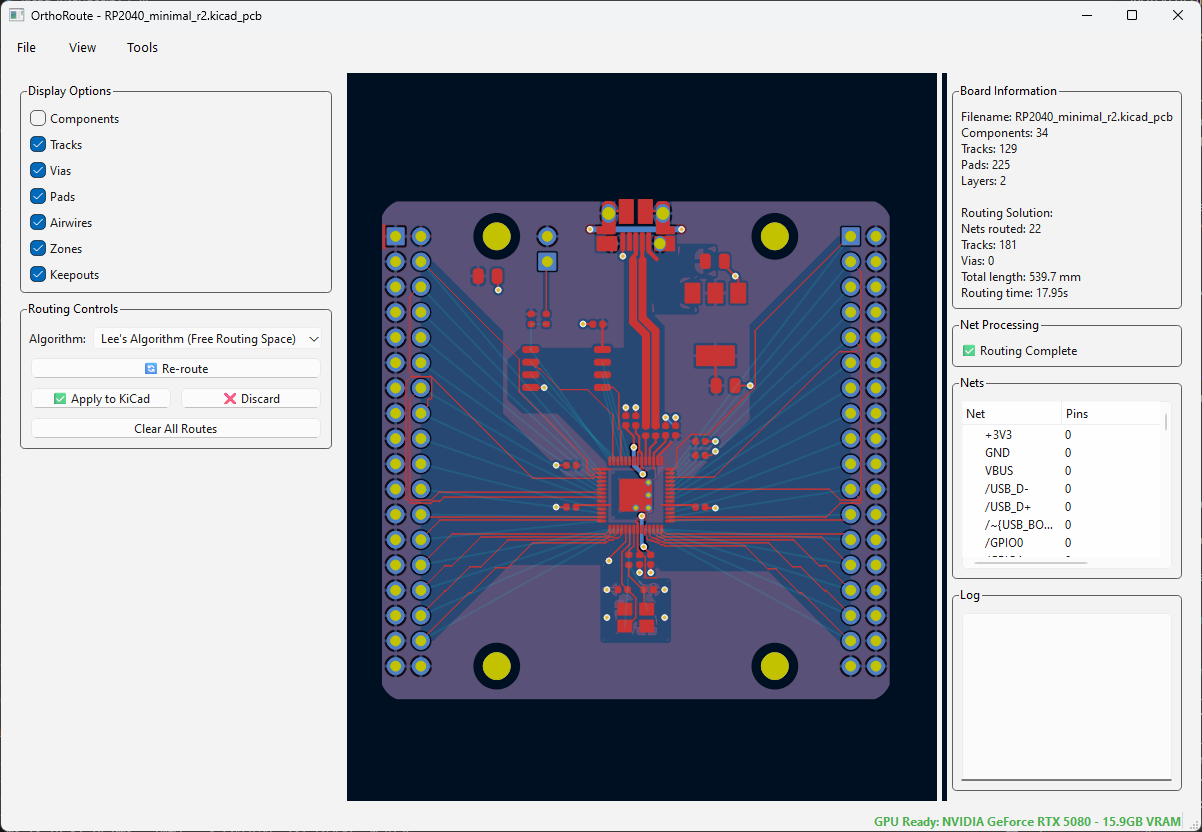 OrthoRoute - RP2040_minimal_r2.kicad_pcb
File View Tools
Display Options
Components
Tracks
Vias
Pads
Airwires
Zones
Keepouts
Routing Controls
Algorithm: Lee's Algorithm (Free Routing Space)
Re-route
Apply to KiCad Discard
Clear All Routes
Board Information
Filename: RP2040_minimal_r2.kicad_pcb
Components: 34
Tracks: 129
Pads: 225
Layers: 2
Routing Solution:
Nets routed: 22
Tracks: 181
Vias: 0
Total length: 539.7 mm
Routing time: 17.95s
Net Processing
Routing Complete
Nets
Net Pins
+3V3 0
GND 0
VBUS 0
/USB_D- 0
/USB_D+ 0
/~{USB_BO... 0
/GPIO0 0
Log
GPU Ready: NVIDIA GeForce RTX 5080 - 15.9GB VRAM